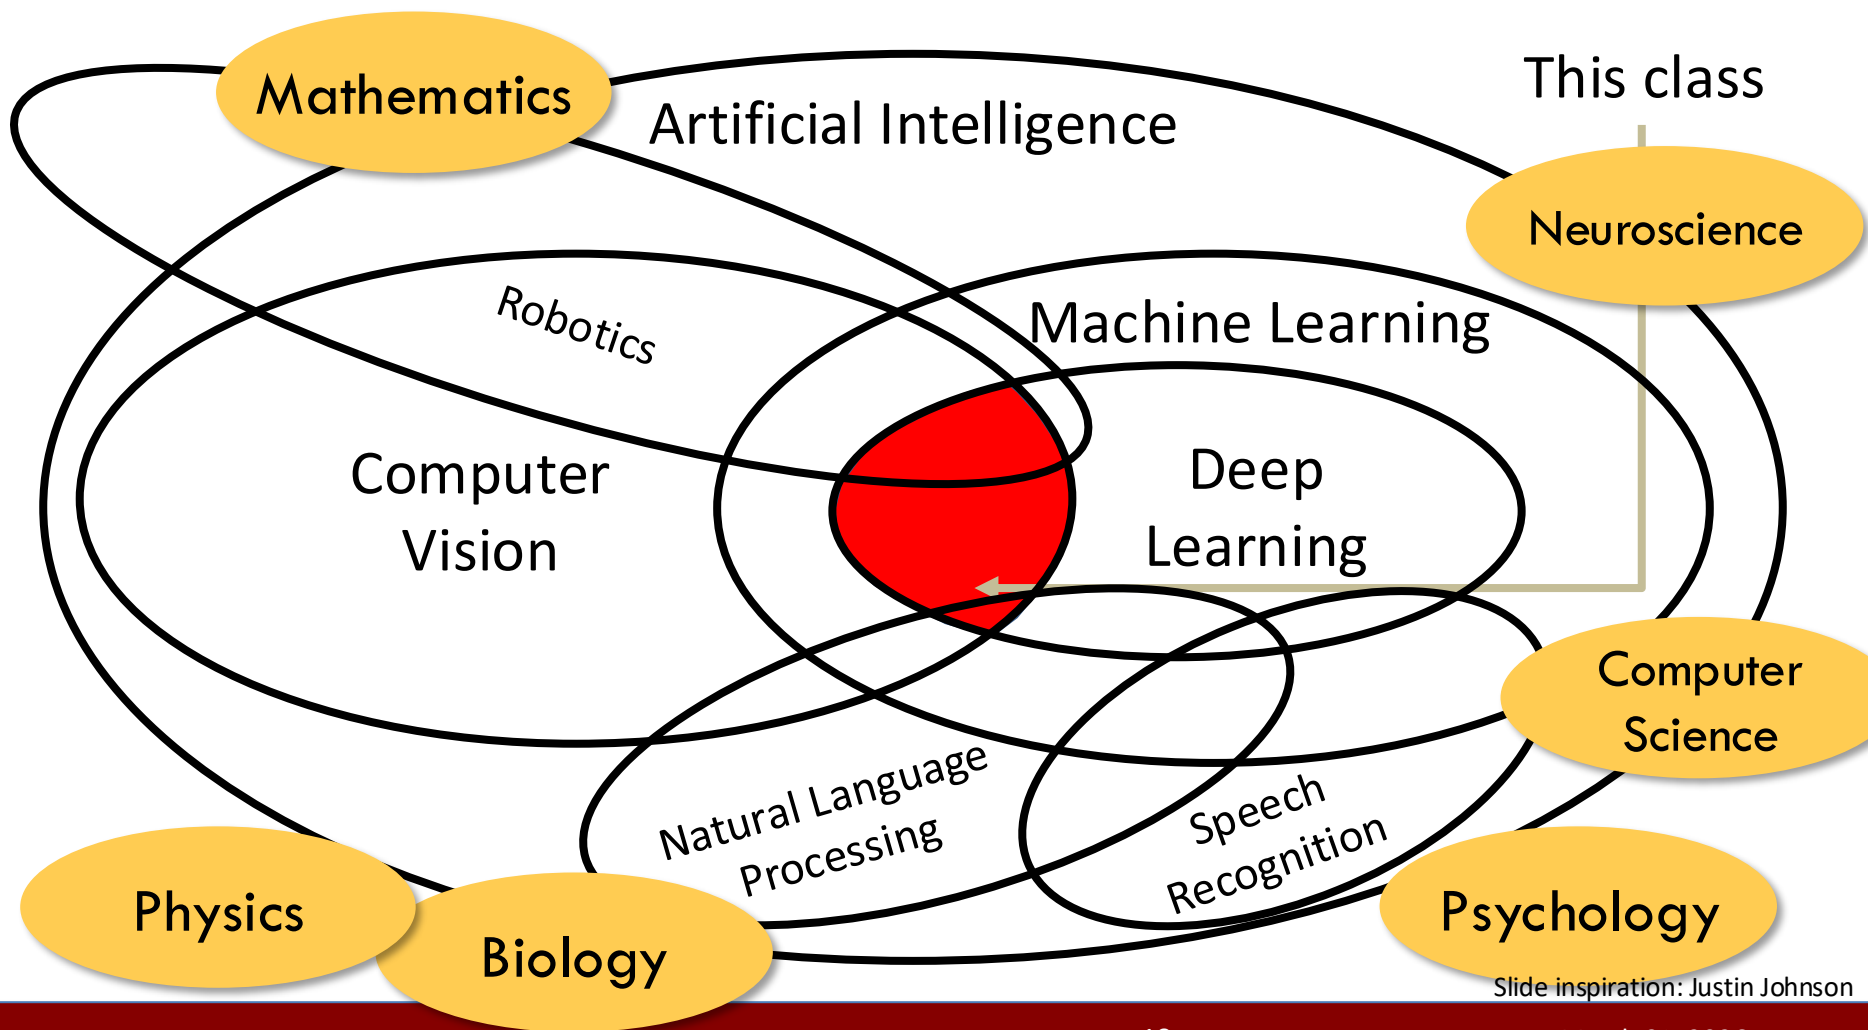 Mathematics
Artificial Intelligence
This class
Neuroscience
Robotics
Machine Learning
Computer
Vision
Deep
Learning
Computer
Science
Natural Language
Processing
Speech
Recognition
Physics
Biology
Psychology
Slide inspiration: Justin Johnson